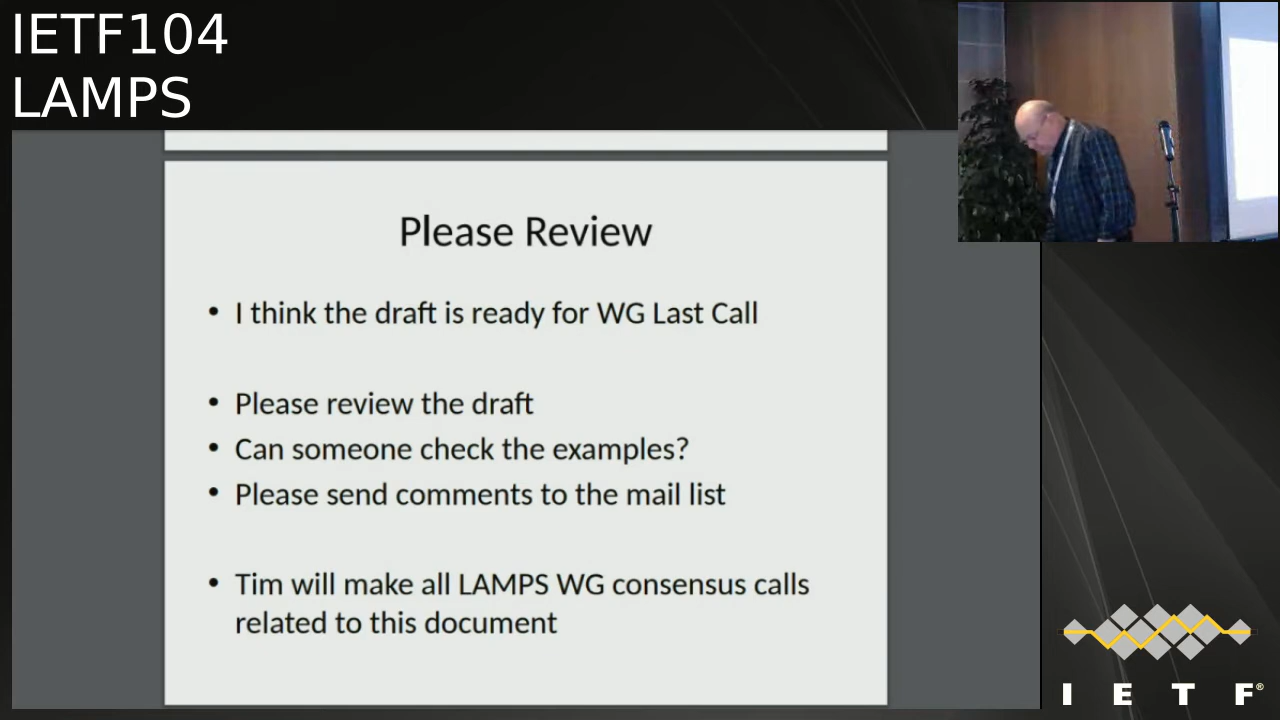 IETF104
LAMPS
Please Review
• I think the draft is ready for WG Last Call
• Please review the draft
• Can someone check the examples?
• Please send comments to the mail list
• Tim will make all LAMPS WG consensus calls
related to this document
I E T F®